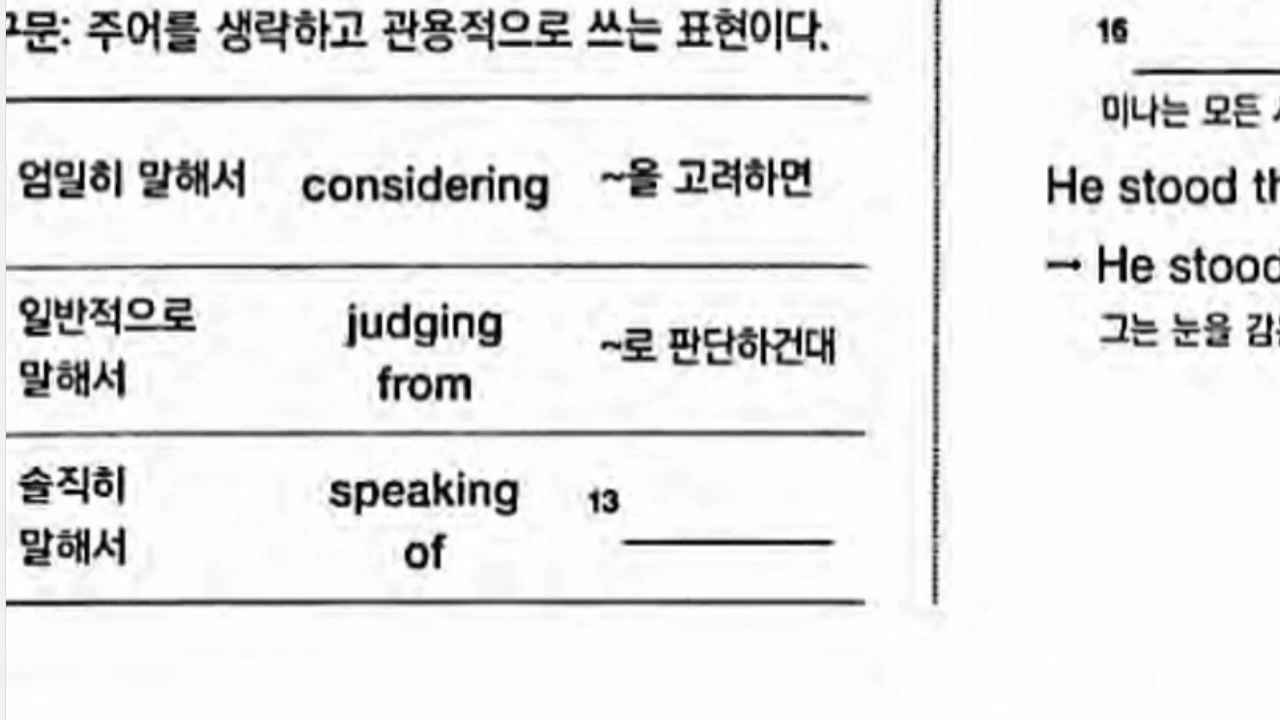 구문: 주어를 생략하고 관용적으로 쓰는 표현이다.
엄밀히 말해서 considering ~을 고려하면
일반적으로
말해서
judging
from
~로 판단하건대
솔직히
말해서
speaking
of
13
16
미나는 모든
He stood
→ He stood
그는 눈을